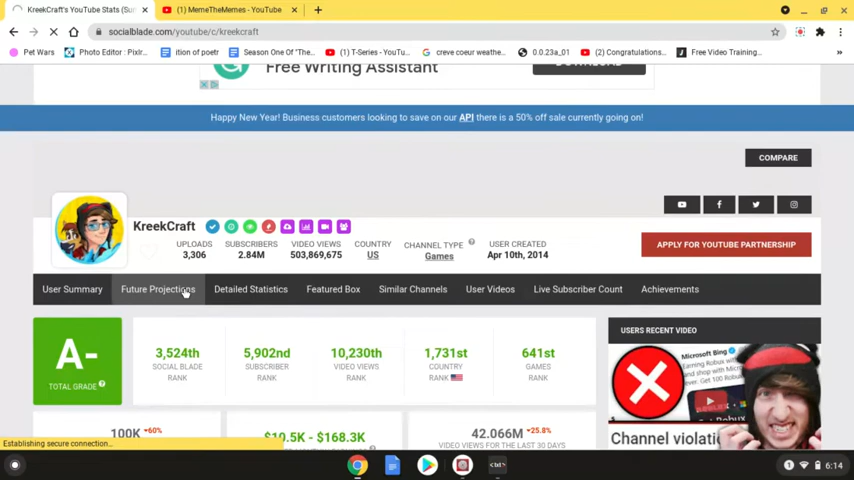 KreekCraft's YouTube Stats (Su
(1) MemeTheMemes - YouTube
socialblade.com/youtube/c/kreekcraft
Pet Wars
Photo Editor : Pixlr...
ition of poetr
Season One Of "The...
(1) T-Series - YouTu...
creve coeur weathe...
0.0.23a_01
(2) Congratulations...
Free Video Training...
Free Writing Assistant
Happy New Year! Business customers looking to save on our API there is a 50% off sale currently going on!
COMPARE
KreekCraft
UPLOADS
3,306
SUBSCRIBERS
2.84M
VIDEO VIEWS
503,869,675
COUNTRY
US
CHANNEL TYPE
Games
USER CREATED
Apr 10th, 2014
APPLY FOR YOUTUBE PARTNERSHIP
User Summary
Future Projections
Detailed Statistics
Featured Box
Similar Channels
User Videos
Live Subscriber Count
Achievements
A-
TOTAL GRADE
3,524th
SOCIAL BLADE
RANK
5,902nd
SUBSCRIBER
RANK
10,230th
VIDEO VIEWS
RANK
1,731st
COUNTRY
RANK
641st
GAMES
RANK
USERS RECENT VIDEO
Microsoft Bing
Channel violati
100K -60%
$10.5K - $168.3K
42.066M -25.8%
VIDEO VIEWS FOR THE LAST 30 DAYS
Establishing secure connection...
1
6:14